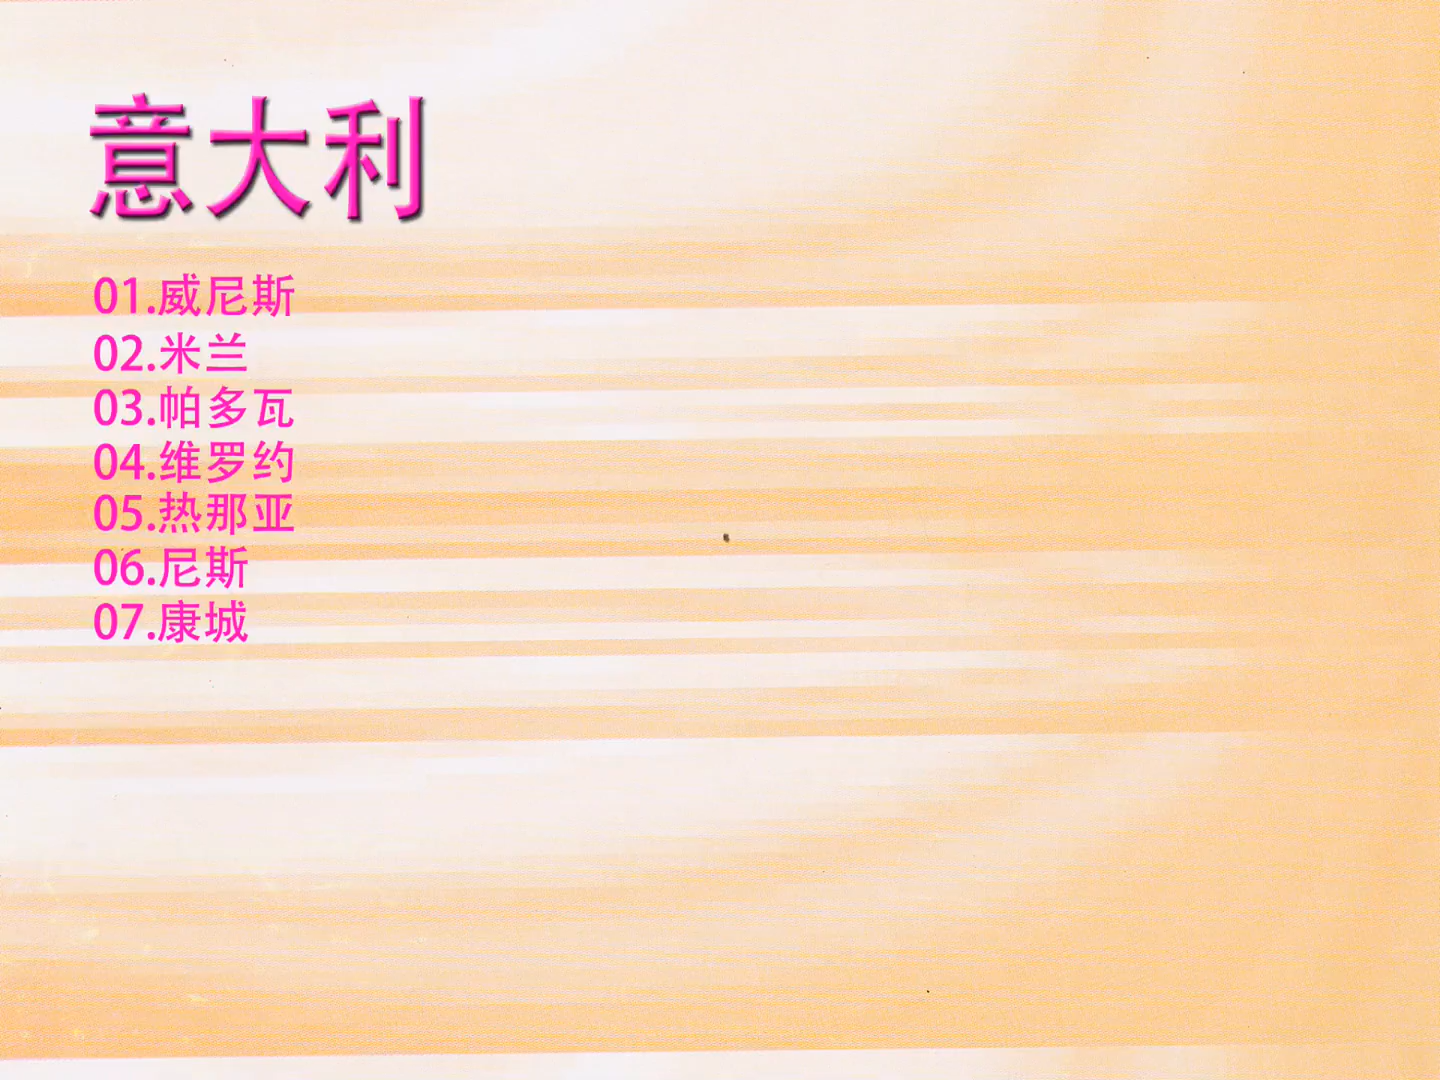 意大利
01.威尼斯
02.米兰
03.帕多瓦
04.维罗约
05.热那亚
06.尼斯
07.康城